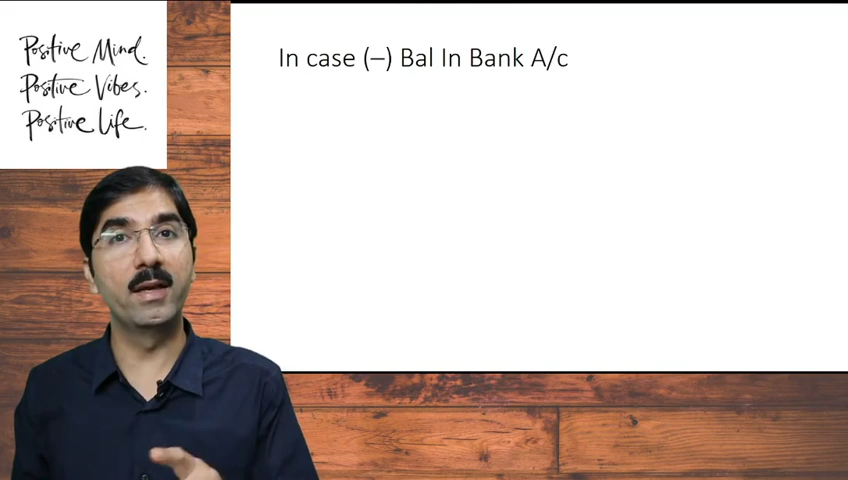 Positive Mind.
Positive Vibes.
Positive Life.
In case (–) Bal In Bank A/c